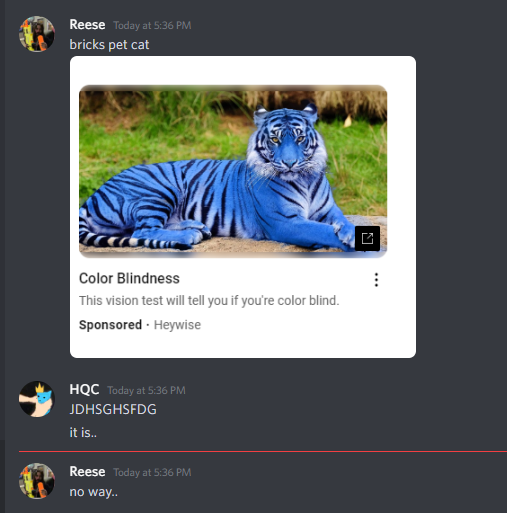 Reese Today at 5:36 PM
bricks pet cat
Color Blindness
This vision test will tell you if you're color blind.
Sponsored · Heywise
HQC Today at 5:36 PM
JDHSGHSFDG
it is..
Reese Today at 5:36 PM
no way..